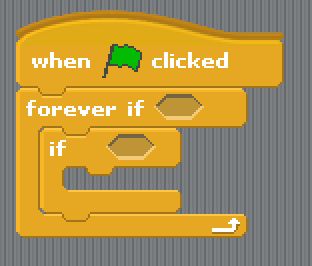 when clicked
forever if
if